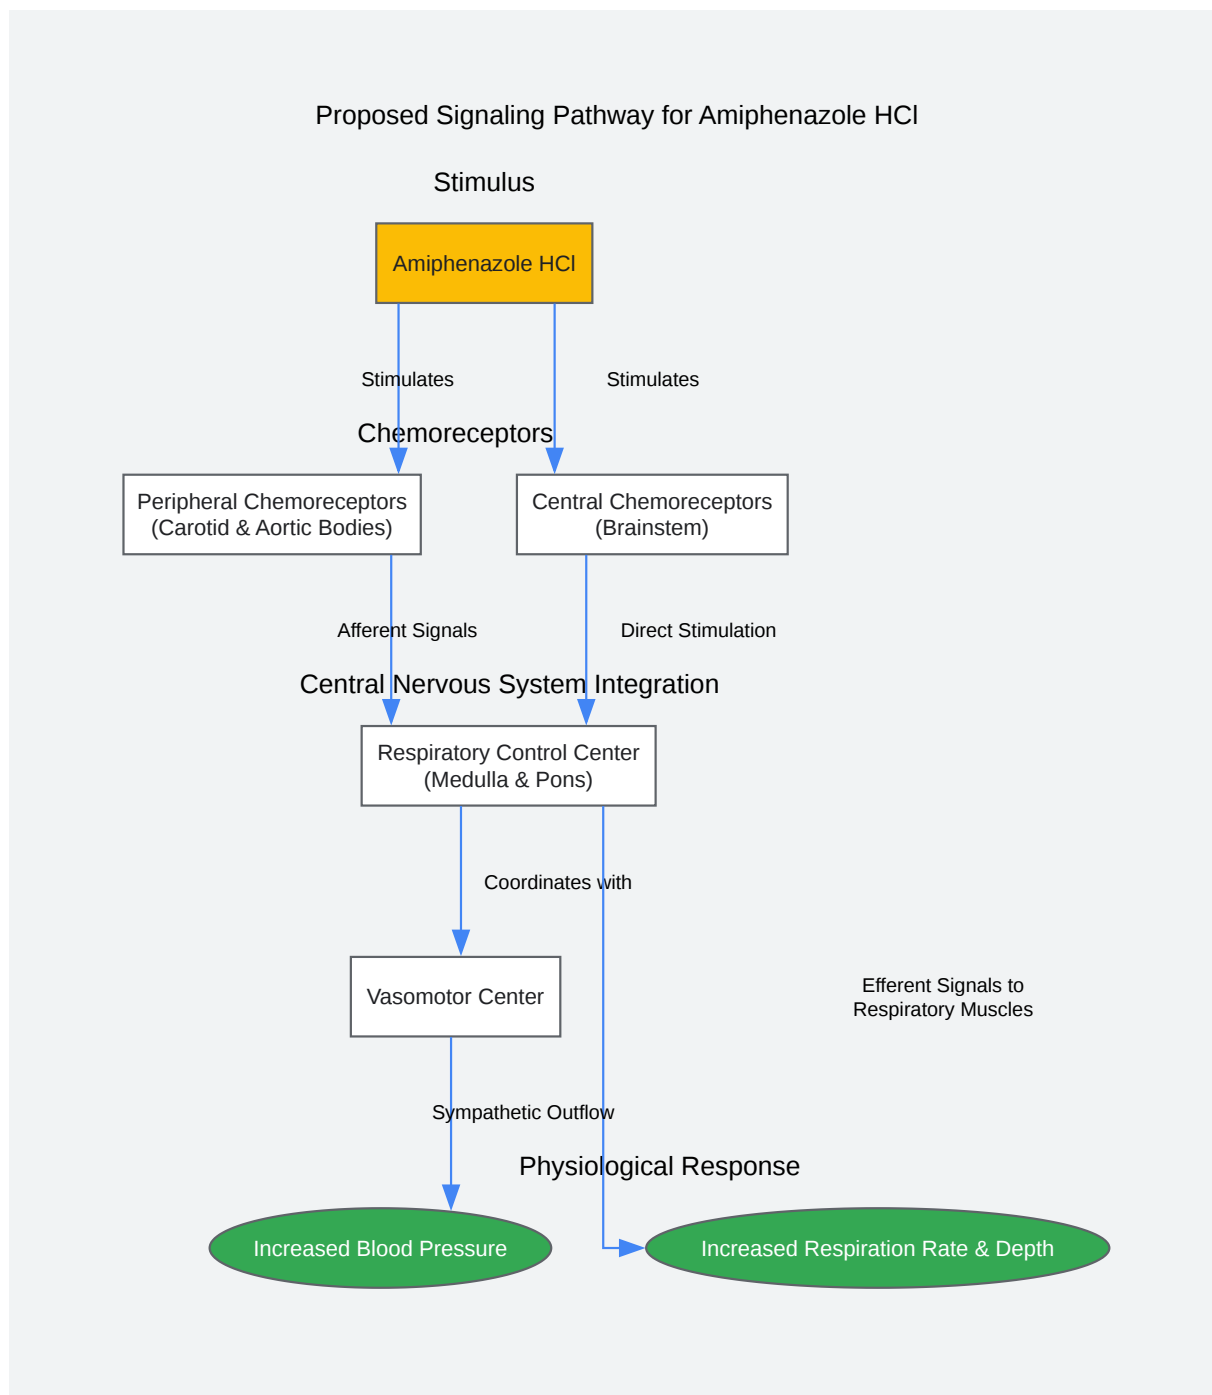 Proposed Signaling Pathway for Amiphenazole HCl
Stimulus
Amiphenazole HCl
Stimulates
Stimulates
Chemoreceptors
Peripheral Chemoreceptors
(Carotid & Aortic Bodies)
Central Chemoreceptors
(Brainstem)
Afferent Signals
Direct Stimulation
Central Nervous System Integration
Respiratory Control Center
(Medulla & Pons)
Coordinates with
Vasomotor Center
Efferent Signals to
Respiratory Muscles
Sympathetic Outflow
Physiological Response
Increased Blood Pressure
Increased Respiration Rate & Depth